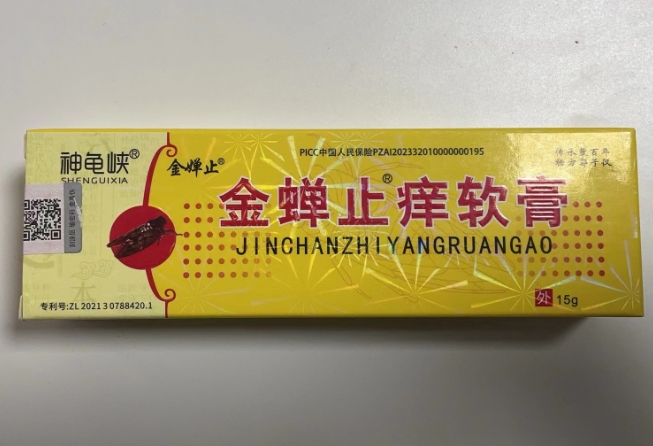 神龟峡®
SHENGUIXIA
金婵止®
PICC中国人民保险PZAI202332010000000195
金蝉止®痒软膏
JINCHANZHIYANGRUANGAO
专利号:ZL 2021 3 0788420.1
处 15g